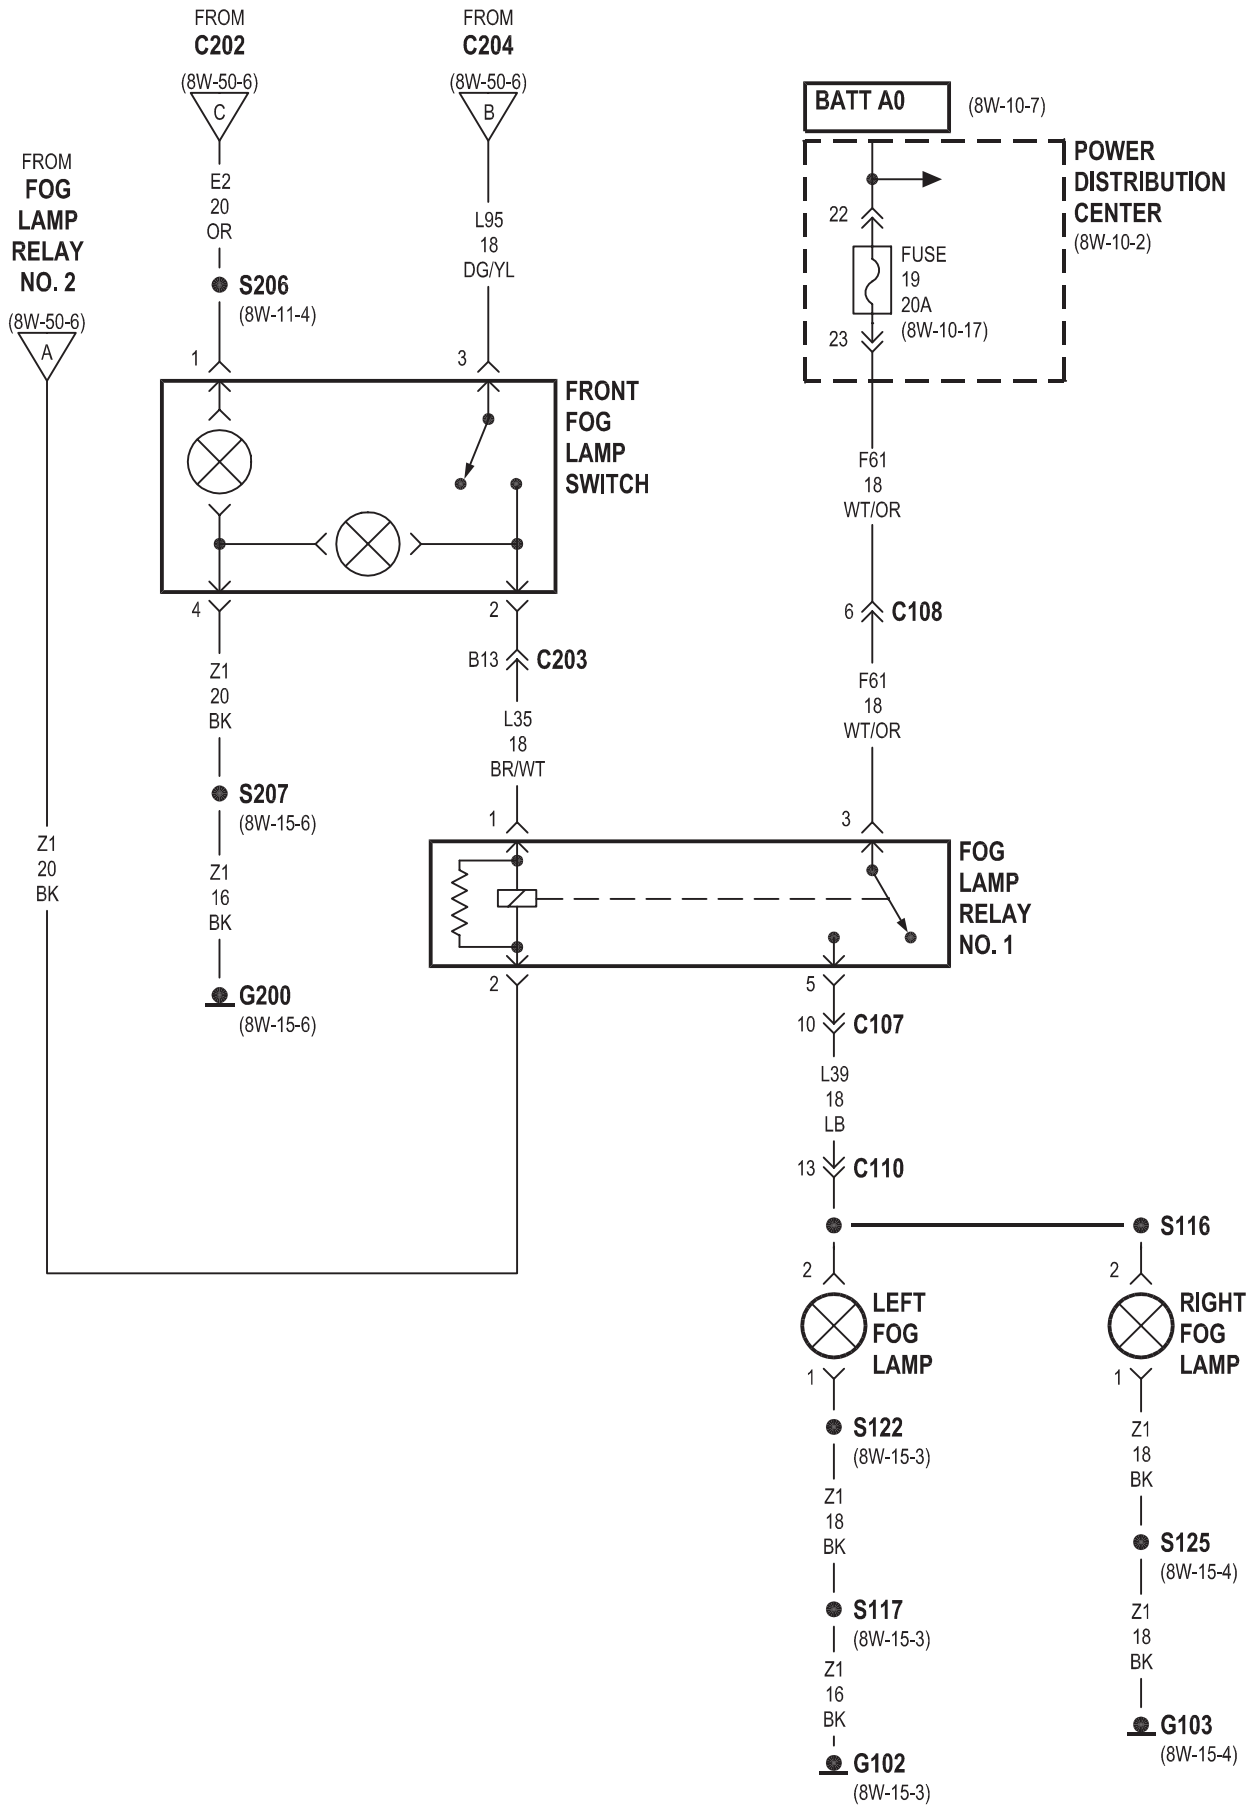 FROM
C202
(8W-50-6)
C
FROM
C204
(8W-50-6)
B
BATT A0
(8W-10-7)
POWER
DISTRIBUTION
CENTER
(8W-10-2)
FROM
FOG
LAMP
RELAY
NO. 2
(8W-50-6)
A
E2
20
OR
S206
(8W-11-4)
L95
18
DG/YL
22
FUSE
19
20A
(8W-10-17)
23
1
3
FRONT
FOG
LAMP
SWITCH
4
2
F61
18
WT/OR
6
C108
F61
18
WT/OR
B13
C203
L35
18
BR/WT
Z1
20
BK
S207
(8W-15-6)
Z1
16
BK
G200
(8W-15-6)
Z1
20
BK
1
3
FOG
LAMP
RELAY
NO. 1
2
5
10
C107
L39
18
LB
13
C110
S116
2
LEFT
FOG
LAMP
1
2
RIGHT
FOG
LAMP
1
S122
(8W-15-3)
Z1
18
BK
S117
(8W-15-3)
Z1
16
BK
G102
(8W-15-3)
Z1
18
BK
S125
(8W-15-4)
Z1
18
BK
G103
(8W-15-4)